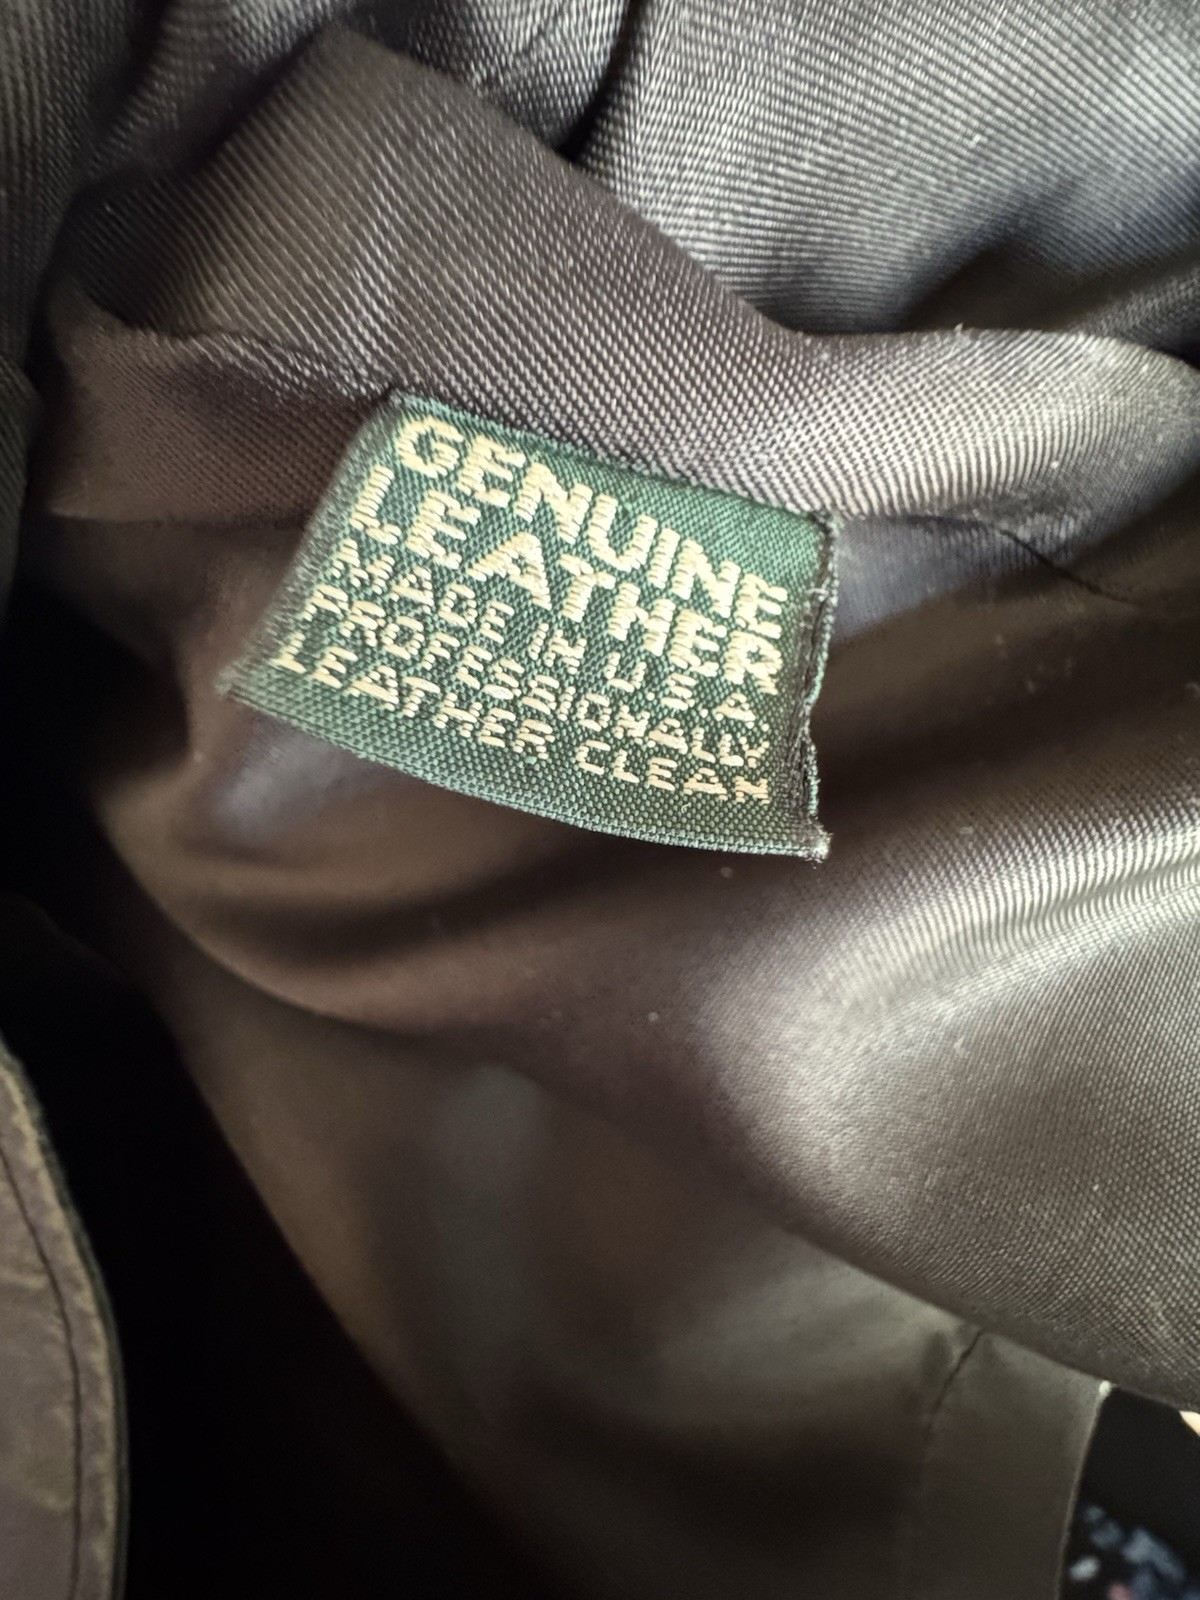 GENUINE
LEATHER
MADE IN U.S.A.
PROFESSIONALLY
LEATHER CLEAN